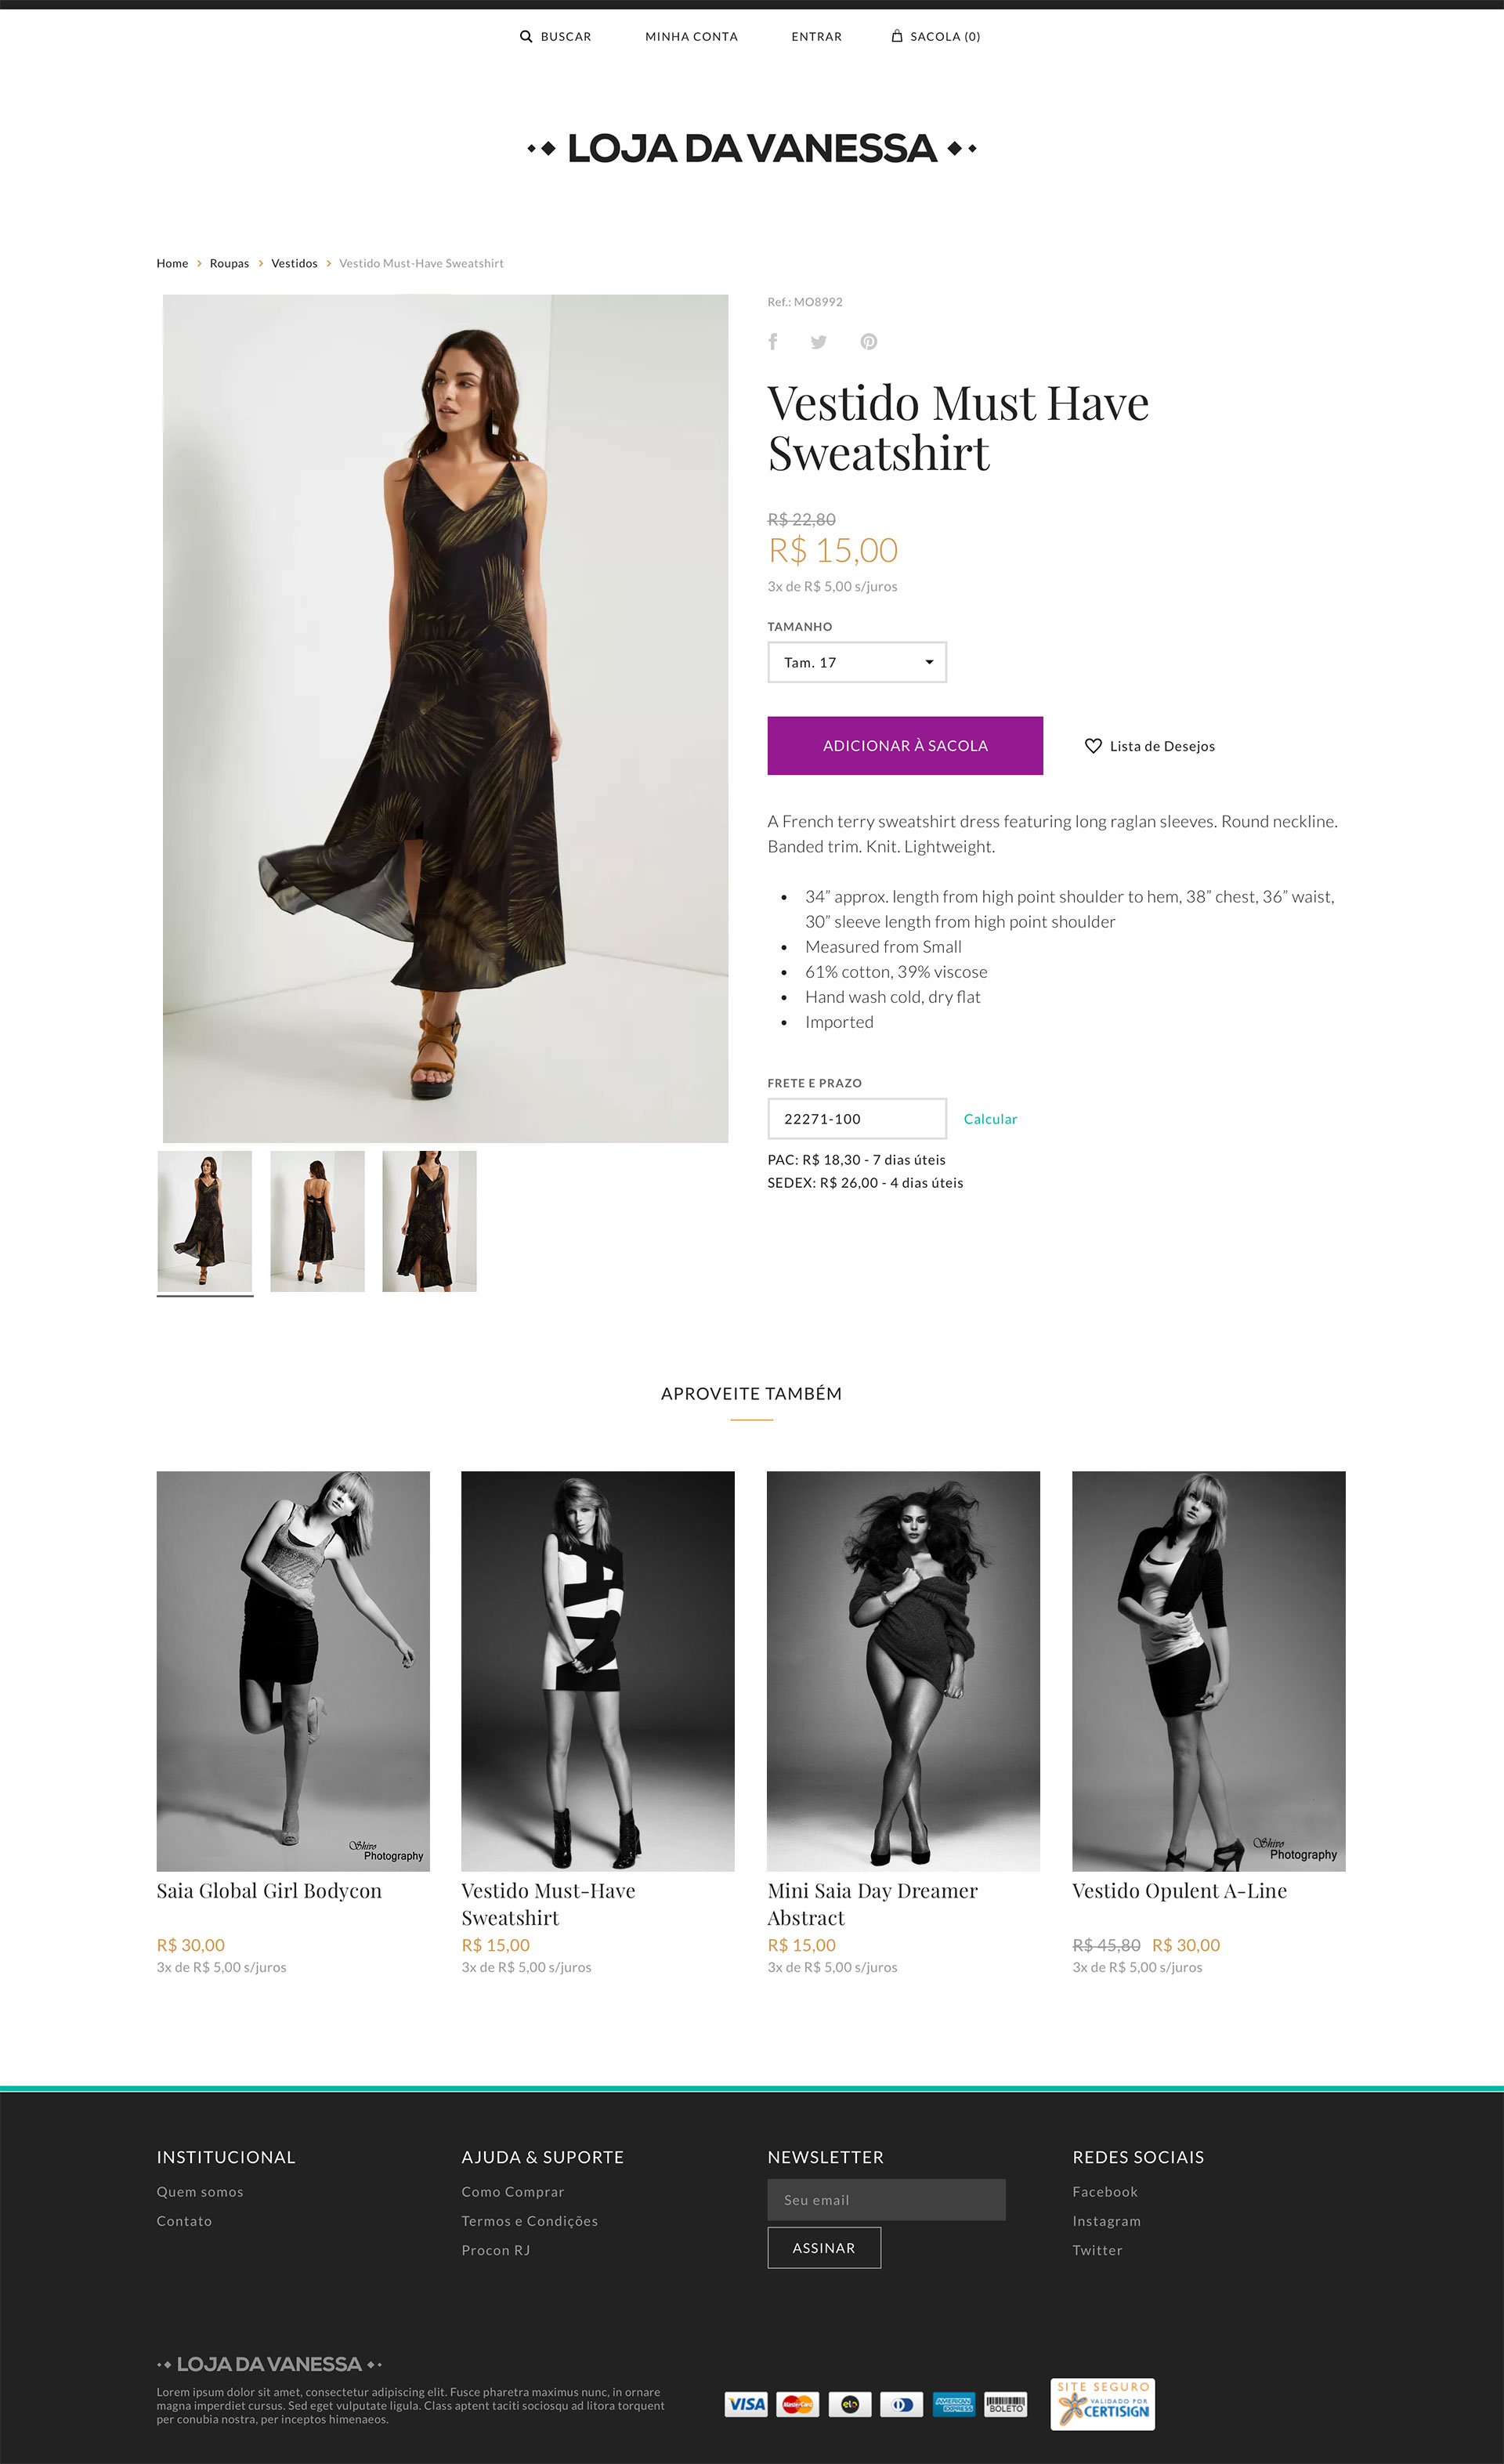 BUSCAR MINHA CONTA ENTRAR SACOLA (0)
LOJA DA VANESSA
Home > Roupas > Vestidos > Vestido Must-Have Sweatshirt
Ref.: MO8992
Vestido Must Have
Sweatshirt
R$ 22,80
R$ 15,00
3x de R$ 5,00 s/juros
TAMANHO
Tam. 17
ADICIONAR À SACOLA Lista de Desejos
A French terry sweatshirt dress featuring long raglan sleeves. Round neckline.
Banded trim. Knit. Lightweight.
• 34” approx. length from high point shoulder to hem, 38” chest, 36” waist,
30” sleeve length from high point shoulder
• Measured from Small
• 61% cotton, 39% viscose
• Hand wash cold, dry flat
• Imported
FRETE E PRAZO
22271-100 Calcular
PAC: R$ 18,30 - 7 dias úteis
SEDEX: R$ 26,00 - 4 dias úteis
APROVEITE TAMBÉM
Shivo
Photography
Saia Global Girl Bodycon
R$ 30,00
3x de R$ 5,00 s/juros
Vestido Must-Have
Sweatshirt
R$ 15,00
3x de R$ 5,00 s/juros
Mini Saia Day Dreamer
Abstract
R$ 15,00
3x de R$ 5,00 s/juros
Shivo
Photography
Vestido Opulent A-Line
R$ 45,80 R$ 30,00
3x de R$ 5,00 s/juros
INSTITUCIONAL
Quem somos
Contato
AJUDA & SUPORTE
Como Comprar
Termos e Condições
Procon RJ
NEWSLETTER
Seu email
ASSINAR
REDES SOCIAIS
Facebook
Instagram
Twitter
LOJA DA VANESSA
Lorem ipsum dolor sit amet, consectetur adipiscing elit. Fusce pharetra maximus nunc, in ornare
magna imperdiet cursus. Sed eget vulputate ligula. Class aptent taciti sociosqu ad litora torquent
per conubia nostra, per inceptos himenaeos.
VISA MasterCard elo AMERICAN EXPRESS BOLETO
SITE SEGURO
VALIDADO POR
CERTISIGN